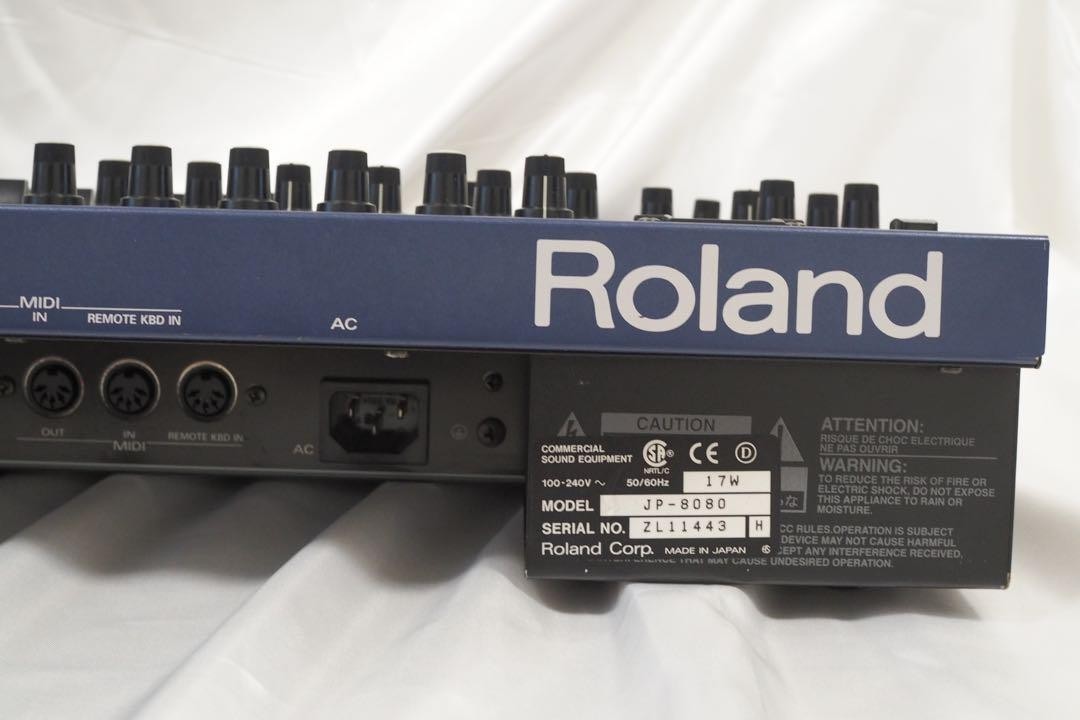 Roland
MIDI
IN
REMOTE KBD IN
AC
OUT
IN
REMOTE KBD IN
MIDI
AC
CAUTION
ATTENTION:
RISQUE DE CHOC ELECTRIQUE
NE PAS OUVRIR
WARNING:
TO REDUCE THE RISK OF FIRE OR
ELECTRIC SHOCK, DO NOT EXPOSE
THIS APPLIANCE TO RAIN OR
MOISTURE.
COMMERCIAL
SOUND EQUIPMENT
NRTL/C
CE
D
100-240V ~ 50/60Hz 17W
MODEL JP-8080
SERIAL NO. ZL11443 H
Roland Corp. MADE IN JAPAN
CC RULES.OPERATION IS SUBJECT
DEVICE MAY NOT CAUSE HARMFUL
CEPT ANY INTERFERENCE RECEIVED,
THAT MAY CAUSE UNDESIRED OPERATION.